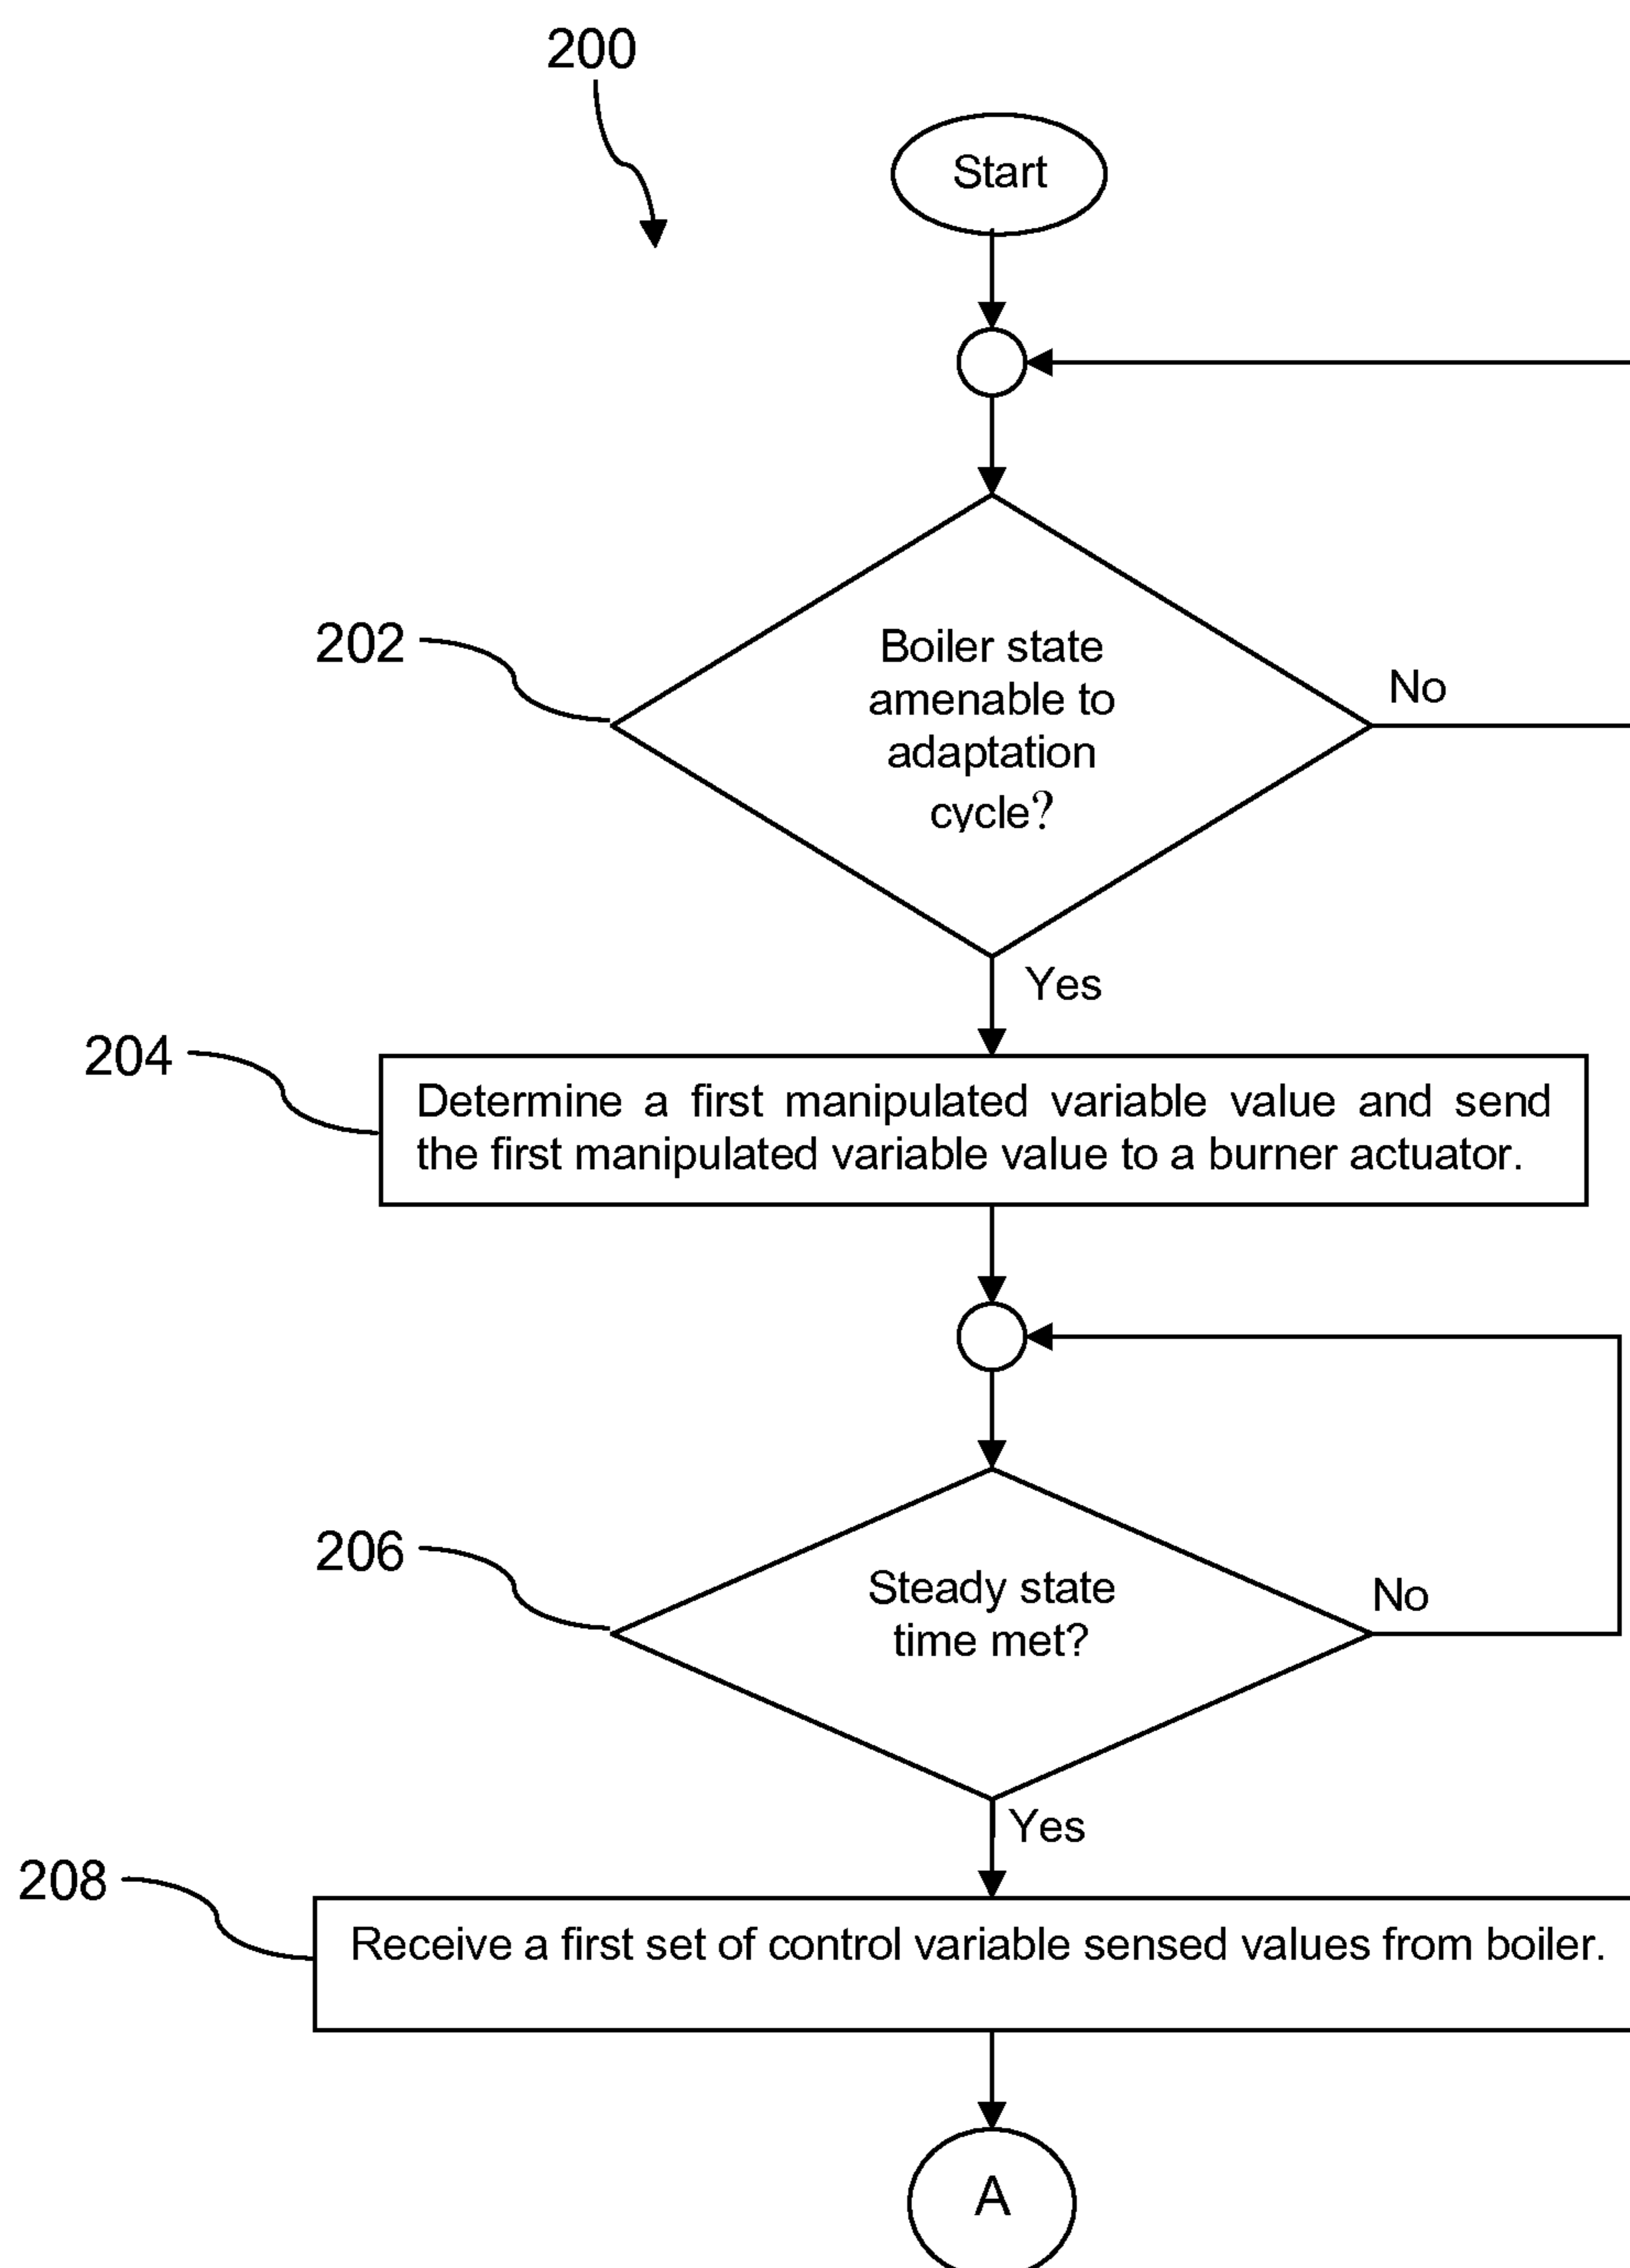 200
Start
202
Boiler state
amenable to
adaptation
cycle?
No
Yes
204
Determine a first manipulated variable value and send
the first manipulated variable value to a burner actuator.
206
Steady state
time met?
No
Yes
208
Receive a first set of control variable sensed values from boiler.
A